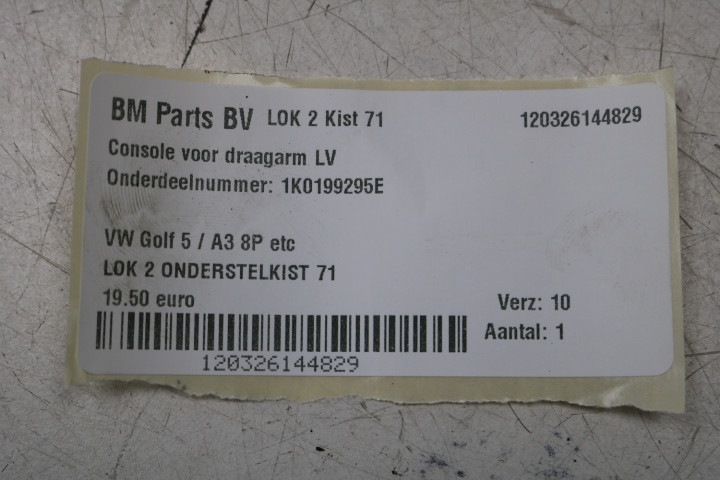 BM Parts BV LOK 2 Kist 71 120326144829
Console voor draagarm LV
Onderdeelnummer: 1K0199295E
VW Golf 5 / A3 8P etc
LOK 2 ONDERSTELKIST 71
19.50 euro Verz: 10
Aantal: 1
120326144829